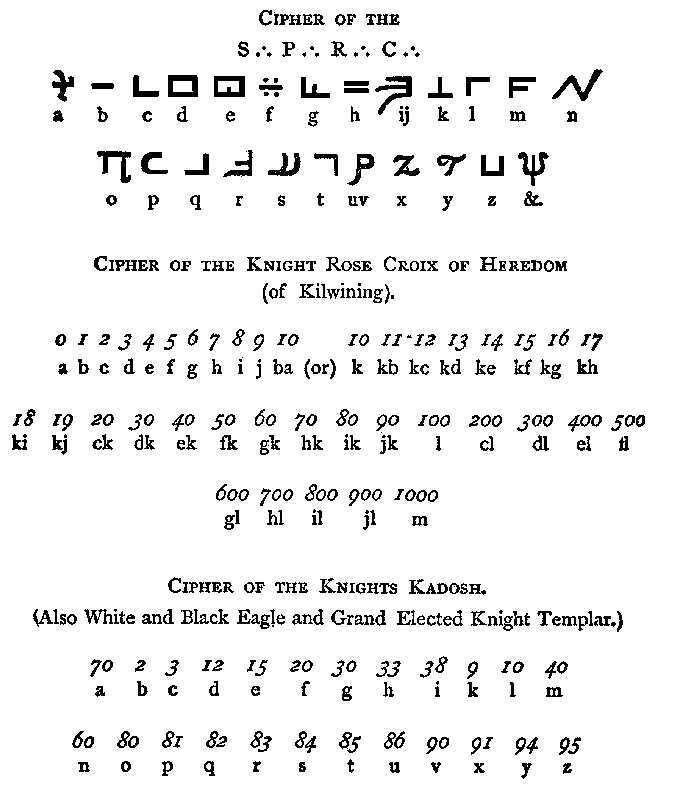 CIPHER OF THE
S∴ P∴ R∴ C∴
a b c d e f g h ij k l m n
o p q r s t uv x y z &.
CIPHER OF THE KNIGHT ROSE CROIX OF HEREDOM
(of Kilwining).
0 1 2 3 4 5 6 7 8 9 10 10 11 12 13 14 15 16 17
a b c d e f g h i j ba (or) k kb kc kd ke kf kg kh
18 19 20 30 40 50 60 70 80 90 100 200 300 400 500
ki kj ck dk ek fk gk hk ik jk l cl dl el fl
600 700 800 900 1000
gl hl il jl m
CIPHER OF THE KNIGHTS KADOSH.
(Also White and Black Eagle and Grand Elected Knight Templar.)
70 2 3 12 15 20 30 33 38 9 10 40
a b c d e f g h i k l m
60 80 81 82 83 84 85 86 90 91 94 95
n o p q r s t u v x y z